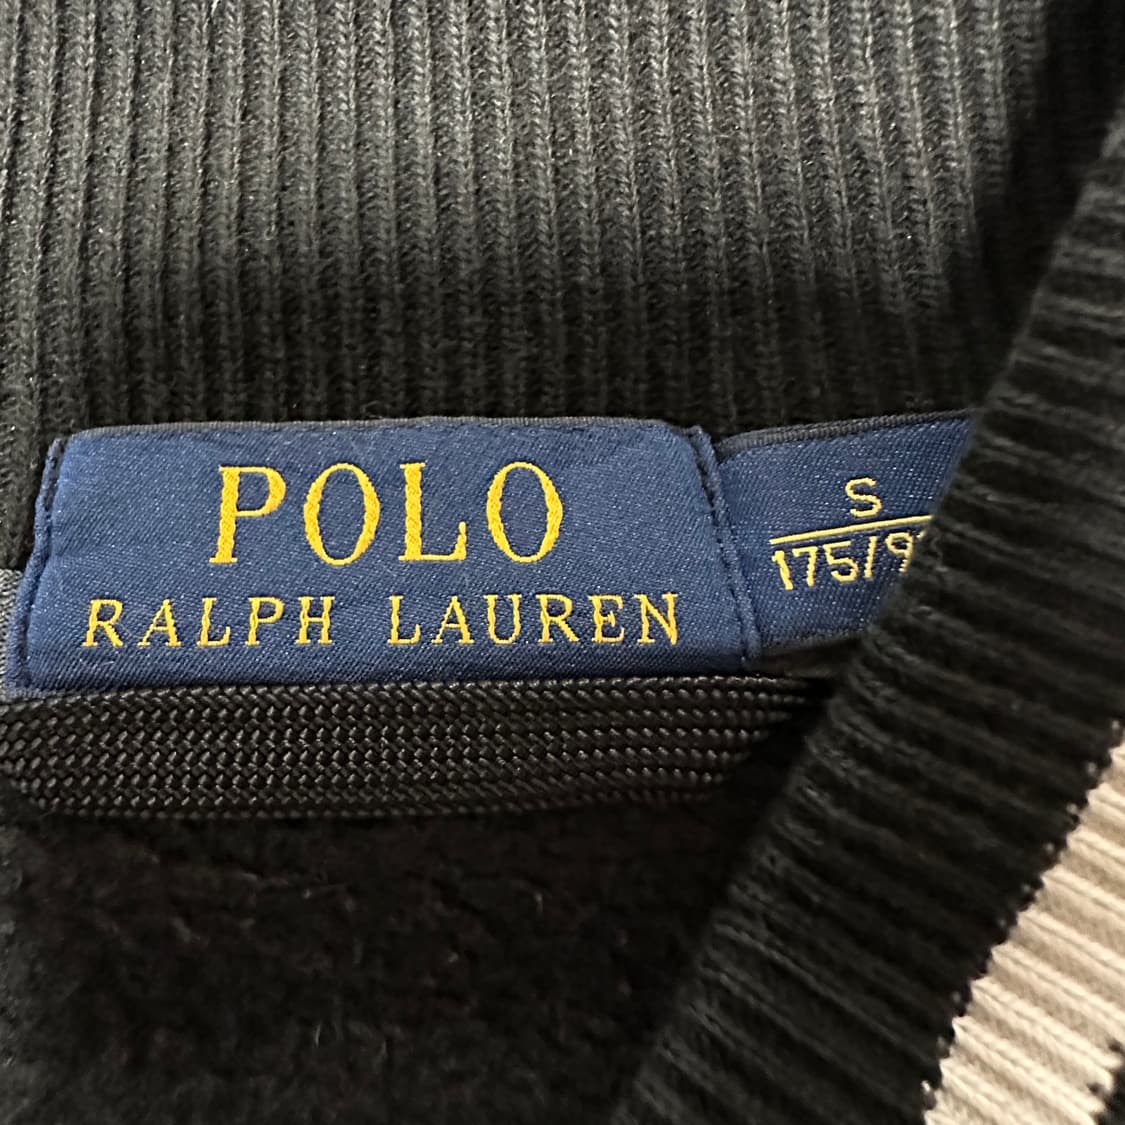 POLO
RALPH LAUREN
S
175/9